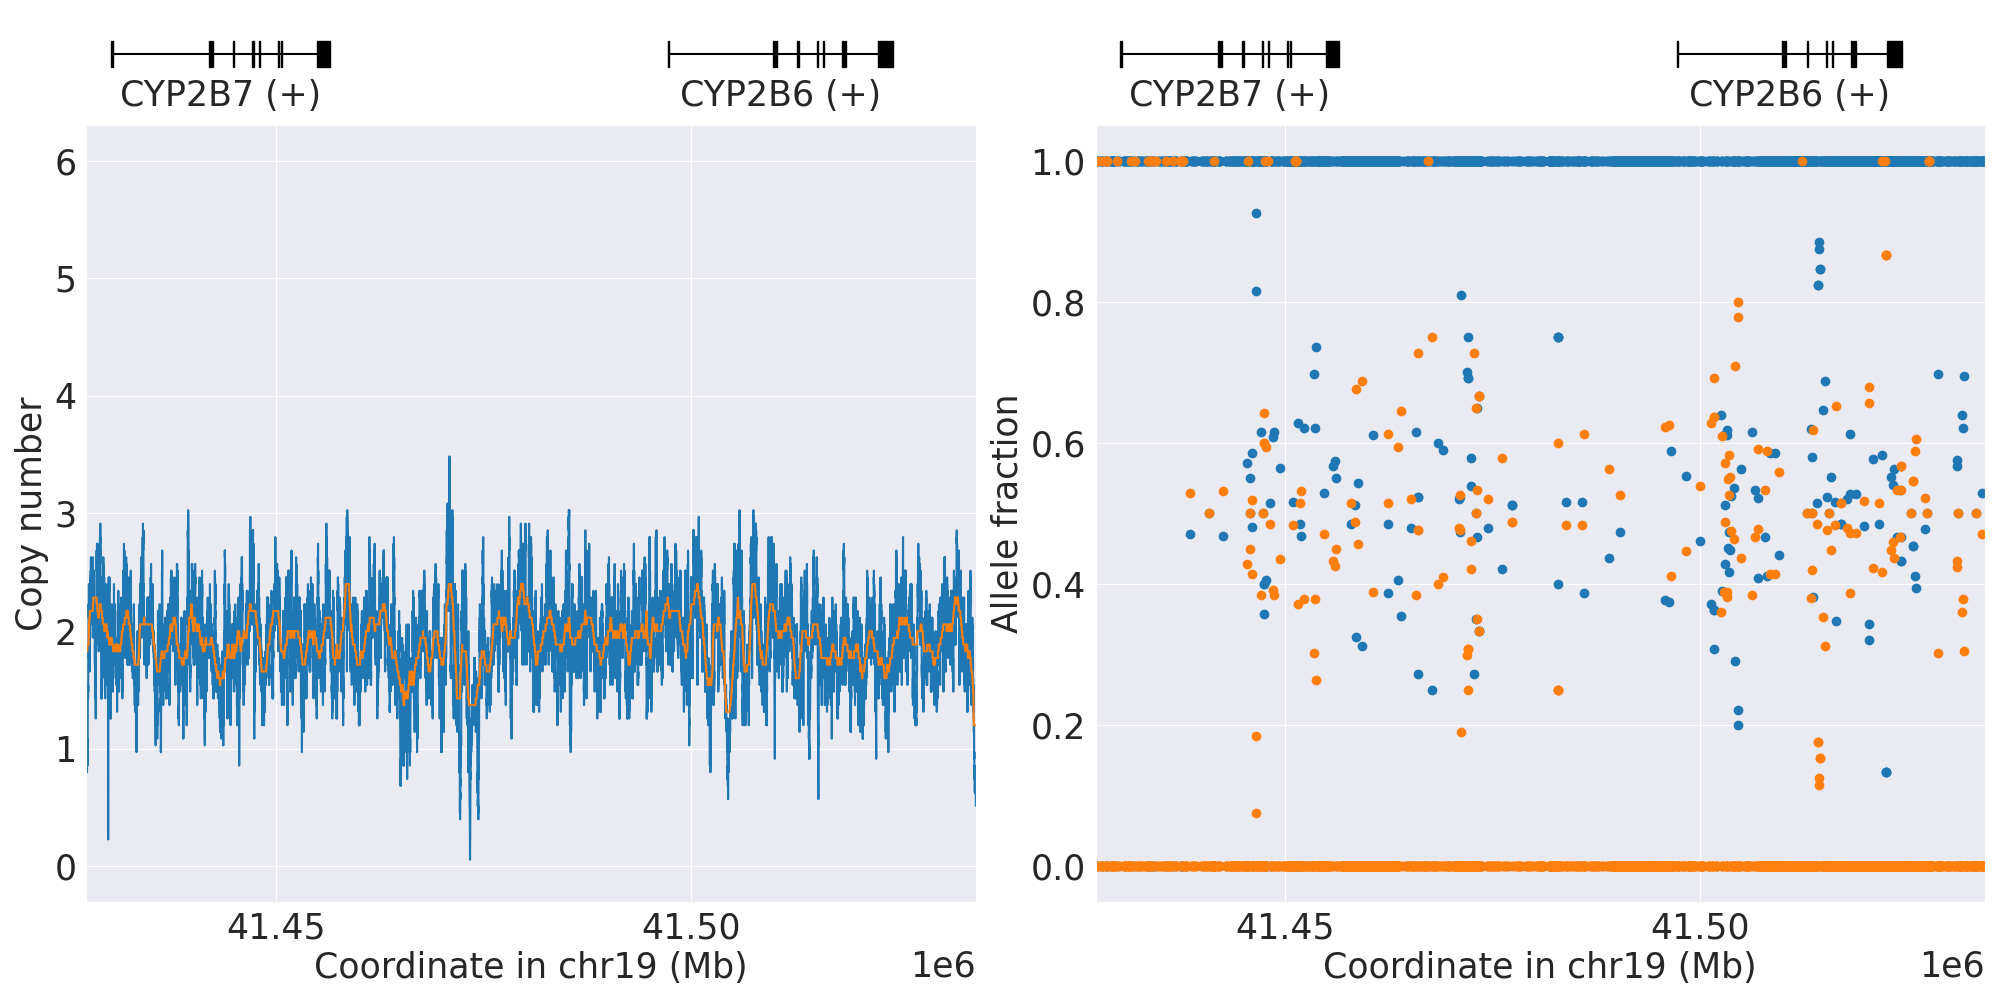 CYP2B7 (+)
CYP2B6 (+)
Copy number
6
5
4
3
2
1
0
41.45
41.50
Coordinate in chr19 (Mb)
1e6
CYP2B7 (+)
CYP2B6 (+)
Allele fraction
1.0
0.8
0.6
0.4
0.2
0.0
41.45
41.50
Coordinate in chr19 (Mb)
1e6